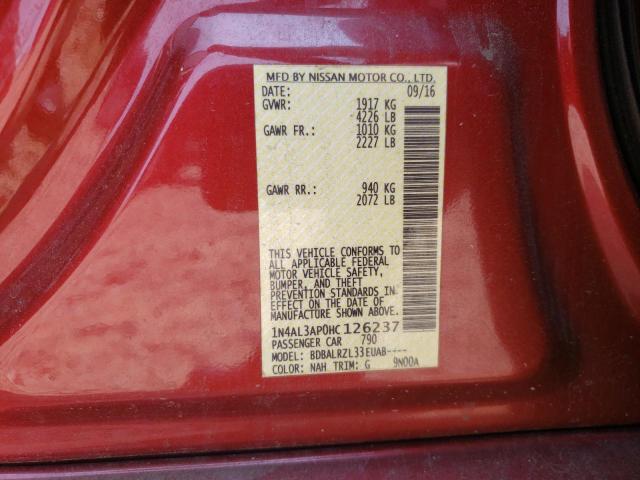 MFD BY NISSAN MOTOR CO., LTD.
DATE: 09/16
GVWR: 1917 KG
4226 LB
GAWR FR.: 1010 KG
2227 LB
GAWR RR.: 940 KG
2072 LB
THIS VEHICLE CONFORMS TO
ALL APPLICABLE FEDERAL
MOTOR VEHICLE SAFETY,
BUMPER, AND THEFT
PREVENTION STANDARDS IN
EFFECT ON THE DATE OF
MANUFACTURE SHOWN ABOVE.
1N4AL3AP0HC126237
PASSENGER CAR 790
MODEL: BDBALRZL33EUAB----
COLOR: NAH TRIM: G 9N00A